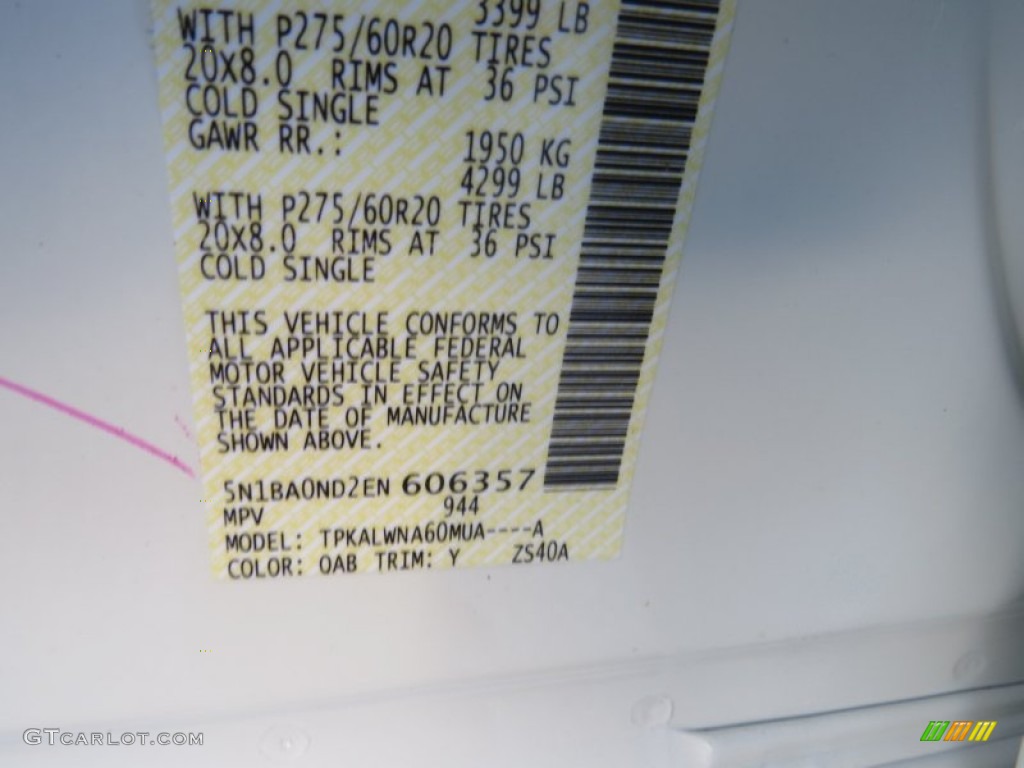 3399 LB
WITH P275/60R20 TIRES
20X8.0 RIMS AT 36 PSI
COLD SINGLE
GAWR RR.: 1950 KG
4299 LB
WITH P275/60R20 TIRES
20X8.0 RIMS AT 36 PSI
COLD SINGLE
THIS VEHICLE CONFORMS TO
ALL APPLICABLE FEDERAL
MOTOR VEHICLE SAFETY
STANDARDS IN EFFECT ON
THE DATE OF MANUFACTURE
SHOWN ABOVE.
5N1BA0ND2EN 606357
MPV 944
MODEL: TPKALWNA60MUA----A
COLOR: QAB TRIM: Y ZS40A
GTCARLOT.COM